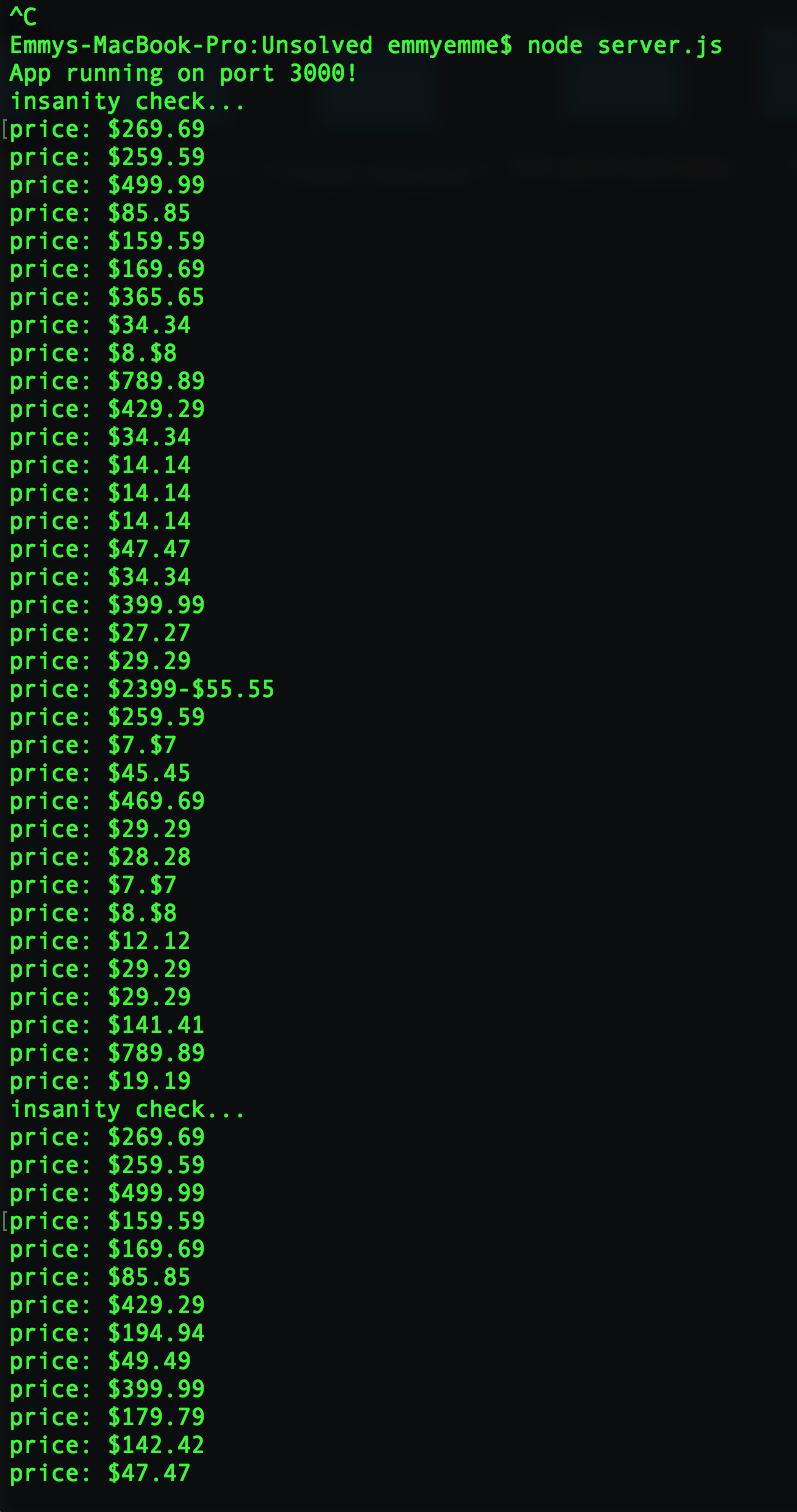 ^C
Emmys-MacBook-Pro:Unsolved emmyemme$ node server.js
App running on port 3000!
insanity check...
[price: $269.69
price: $259.59
price: $499.99
price: $85.85
price: $159.59
price: $169.69
price: $365.65
price: $34.34
price: $8.$8
price: $789.89
price: $429.29
price: $34.34
price: $14.14
price: $14.14
price: $14.14
price: $47.47
price: $34.34
price: $399.99
price: $27.27
price: $29.29
price: $2399-$55.55
price: $259.59
price: $7.$7
price: $45.45
price: $469.69
price: $29.29
price: $28.28
price: $7.$7
price: $8.$8
price: $12.12
price: $29.29
price: $29.29
price: $141.41
price: $789.89
price: $19.19
insanity check...
price: $269.69
price: $259.59
price: $499.99
[price: $159.59
price: $169.69
price: $85.85
price: $429.29
price: $194.94
price: $49.49
price: $399.99
price: $179.79
price: $142.42
price: $47.47